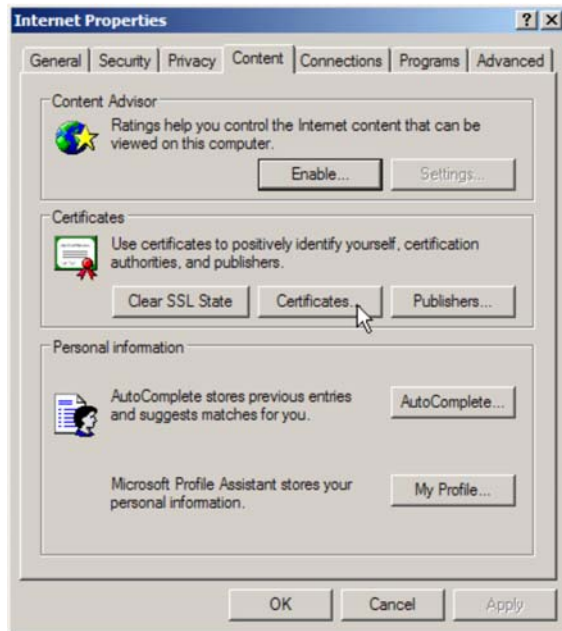 Internet Properties
General Security Privacy Content Connections Programs Advanced
Content Advisor
Ratings help you control the Internet content that can be
viewed on this computer.
Enable... Settings...
Certificates
Use certificates to positively identify yourself, certification
authorities, and publishers.
Clear SSL State Certificates... Publishers...
Personal information
AutoComplete stores previous entries
and suggests matches for you.
AutoComplete...
Microsoft Profile Assistant stores your
personal information.
My Profile...
OK Cancel Apply